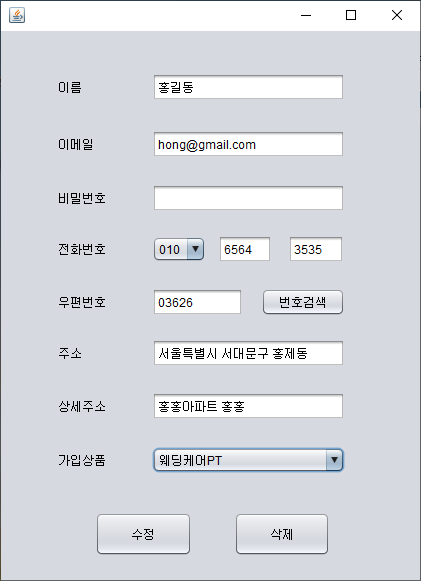 이름 홍길동
이메일 hong@gmail.com
비밀번호
전화번호 010 6564 3535
우편번호 03626 번호검색
주소 서울특별시 서대문구 홍제동
상세주소 홍홍아파트 홍홍
가입상품 웨딩케어PT
수정 삭제